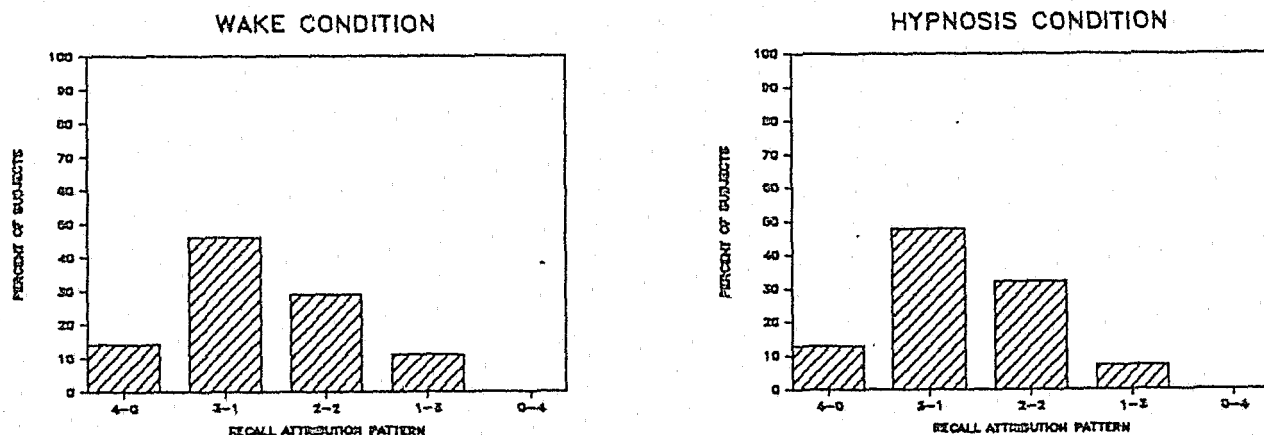 WAKE CONDITION
100
90
80
70
60
50
40
30
20
10
0
PERCENT OF SUBJECTS
4-0 3-1 2-2 1-3 0-4
RECALL ATTRIBUTION PATTERN
HYPNOSIS CONDITION
100
90
80
70
60
50
40
30
20
10
0
PERCENT OF SUBJECTS
4-0 3-1 2-2 1-3 0-4
RECALL ATTRIBUTION PATTERN